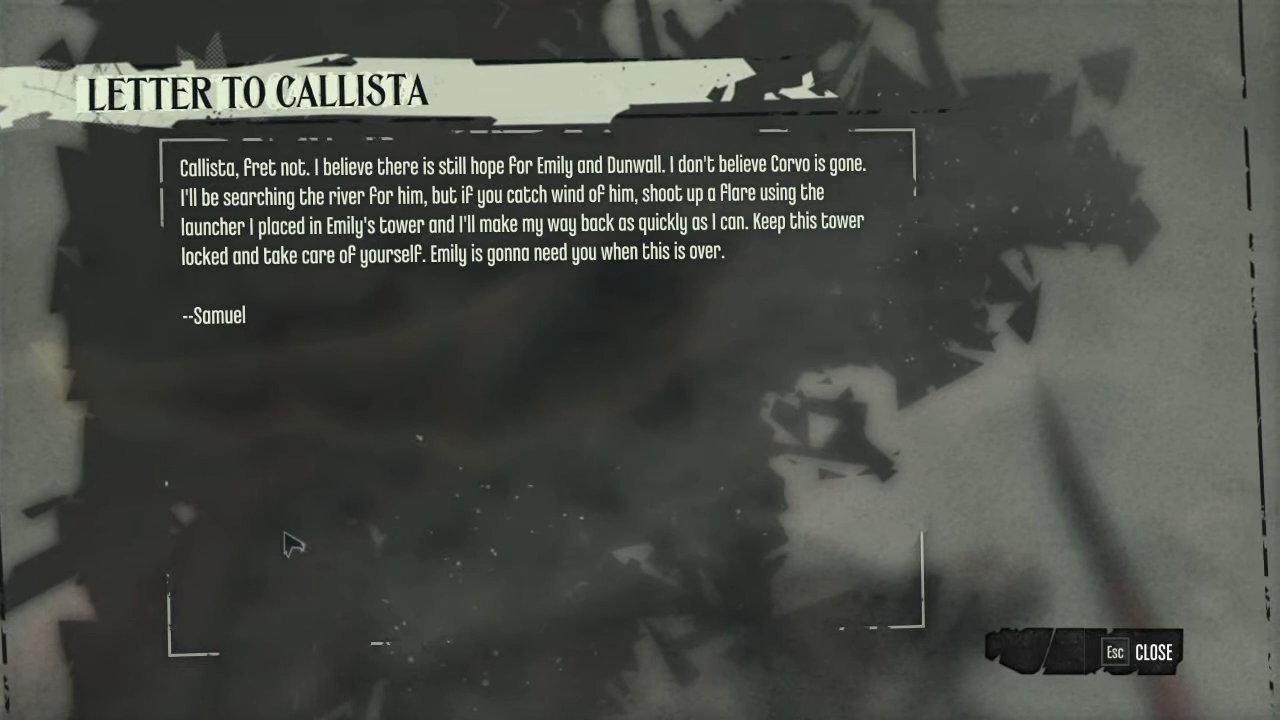 LETTER TO CALLISTA
Callista, fret not. I believe there is still hope for Emily and Dunwall. I don't believe Corvo is gone.
I'll be searching the river for him, but if you catch wind of him, shoot up a flare using the
launcher I placed in Emily's tower and I'll make my way back as quickly as I can. Keep this tower
locked and take care of yourself. Emily is gonna need you when this is over.
--Samuel
Esc CLOSE